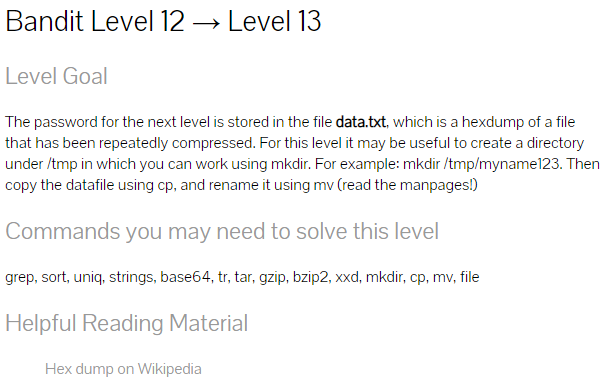 Bandit Level 12 → Level 13
Level Goal
The password for the next level is stored in the file data.txt, which is a hexdump of a file
that has been repeatedly compressed. For this level it may be useful to create a directory
under /tmp in which you can work using mkdir. For example: mkdir /tmp/myname123. Then
copy the datafile using cp, and rename it using mv (read the manpages!)
Commands you may need to solve this level
grep, sort, uniq, strings, base64, tr, tar, gzip, bzip2, xxd, mkdir, cp, mv, file
Helpful Reading Material
Hex dump on Wikipedia